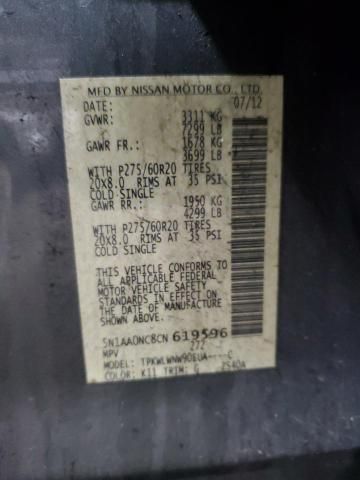 MFD BY NISSAN MOTOR CO., LTD.
DATE: 07/12
GVWR: 3311 KG
7299 LB
GAWR FR.: 1678 KG
3699 LB
WITH P275/60R20 TIRES
20X8.0 RIMS AT 35 PSI
COLD SINGLE
GAWR RR.: 1950 KG
4299 LB
WITH P275/60R20 TIRES
20X8.0 RIMS AT 35 PSI
COLD SINGLE
THIS VEHICLE CONFORMS TO
ALL APPLICABLE FEDERAL
MOTOR VEHICLE SAFETY
STANDARDS IN EFFECT ON THE
DATE OF MANUFACTURE
SHOWN ABOVE.
5N1AA0NC8CN 619596
MPV 272
MODEL: TPKWLWNW90EUA----C
COLOR: K11 TRIM: G 2S40A